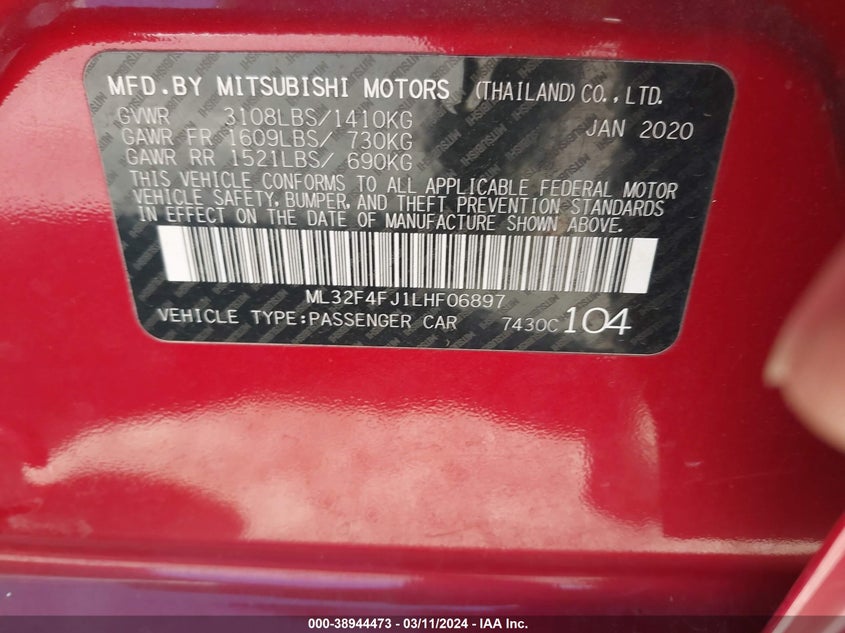 MFD.BY MITSUBISHI MOTORS (THAILAND)CO.,LTD.
GVWR 3108LBS/1410KG JAN 2020
GAWR FR 1609LBS/ 730KG
GAWR RR 1521LBS/ 690KG
THIS VEHICLE CONFORMS TO ALL APPLICABLE FEDERAL MOTOR
VEHICLE SAFETY, BUMPER, AND THEFT PREVENTION STANDARDS
IN EFFECT ON THE DATE OF MANUFACTURE SHOWN ABOVE.
ML32F4FJ1LHF06897
VEHICLE TYPE:PASSENGER CAR 7430C104
000-38944473 - 03/11/2024 - IAA Inc.